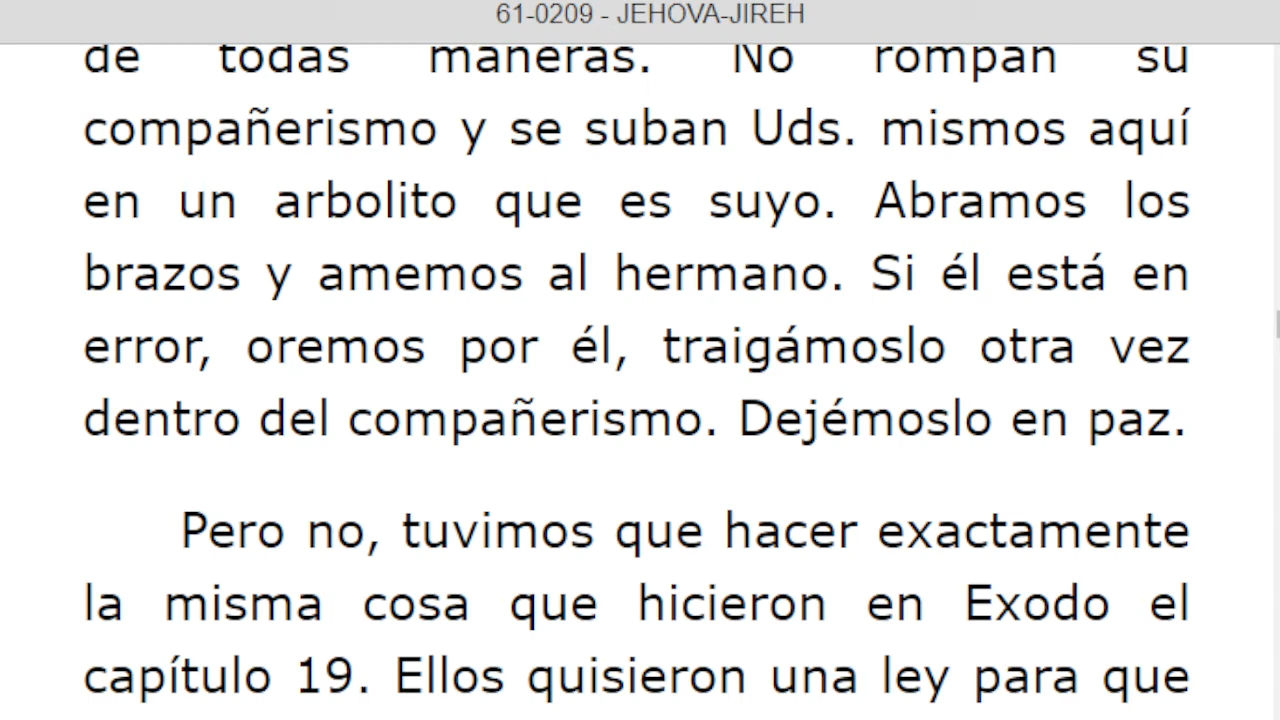 61-0209 - JEHOVA-JIREH
de todas maneras. No rompan su
compañerismo y se suban Uds. mismos aquí
en un arbolito que es suyo. Abramos los
brazos y amemos al hermano. Si él está en
error, oremos por él, traigámoslo otra vez
dentro del compañerismo. Dejémoslo en paz.
Pero no, tuvimos que hacer exactamente
la misma cosa que hicieron en Exodo el
capítulo 19. Ellos quisieron una ley para que